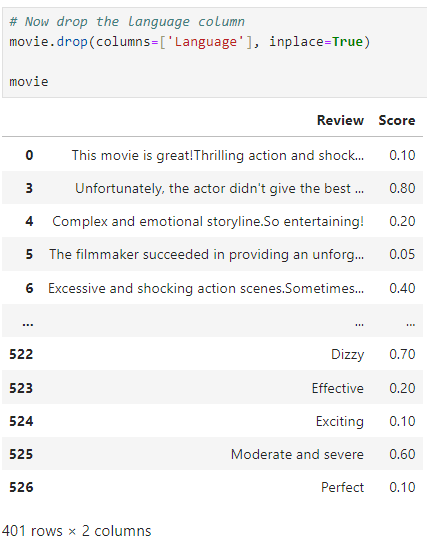 # Now drop the language column
movie.drop(columns=['Language'], inplace=True)
movie
Review Score
0 This movie is great!Thrilling action and shock... 0.10
3 Unfortunately, the actor didn't give the best ... 0.80
4 Complex and emotional storyline.So entertaining! 0.20
5 The filmmaker succeeded in providing an unforg... 0.05
6 Excessive and shocking action scenes.Sometimes... 0.40
... ... ...
522 Dizzy 0.70
523 Effective 0.20
524 Exciting 0.10
525 Moderate and severe 0.60
526 Perfect 0.10
401 rows × 2 columns